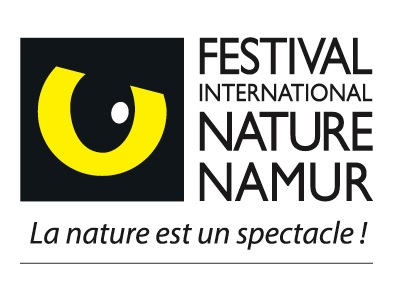 FESTIVAL
INTERNATIONAL
NATURE
NAMUR
La nature est un spectacle !